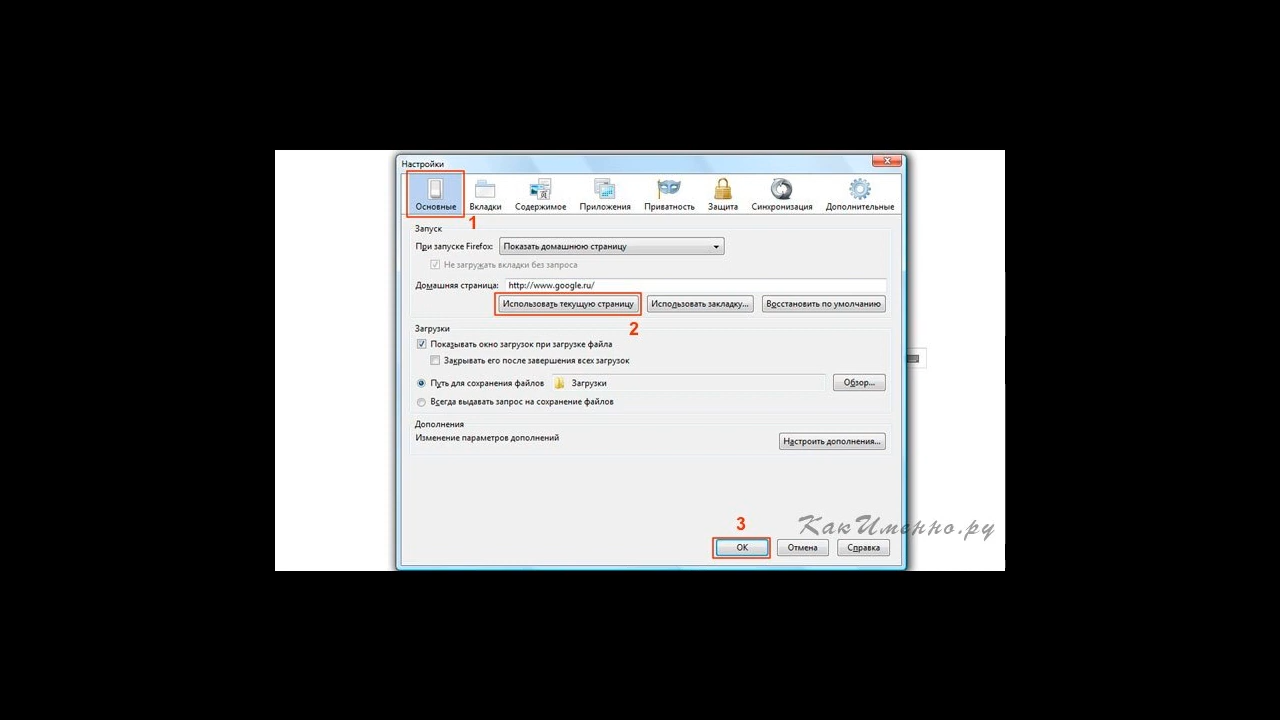 Настройки
Основные Вкладки Содержимое Приложения Приватность Защита Синхронизация Дополнительные
1
Запуск
При запуске Firefox: Показать домашнюю страницу
Не загружать вкладки без запроса
Домашняя страница: http://www.google.ru/
Использовать текущую страницу Использовать закладку... Восстановить по умолчанию
2
Загрузки
Показывать окно загрузок при загрузке файла
Закрывать его после завершения всех загрузок
Путь для сохранения файлов Загрузки Обзор...
Всегда выдавать запрос на сохранение файлов
Дополнения
Изменение параметров дополнений
Настроить дополнения...
3
КакИменно.ру
ОК Отмена Справка